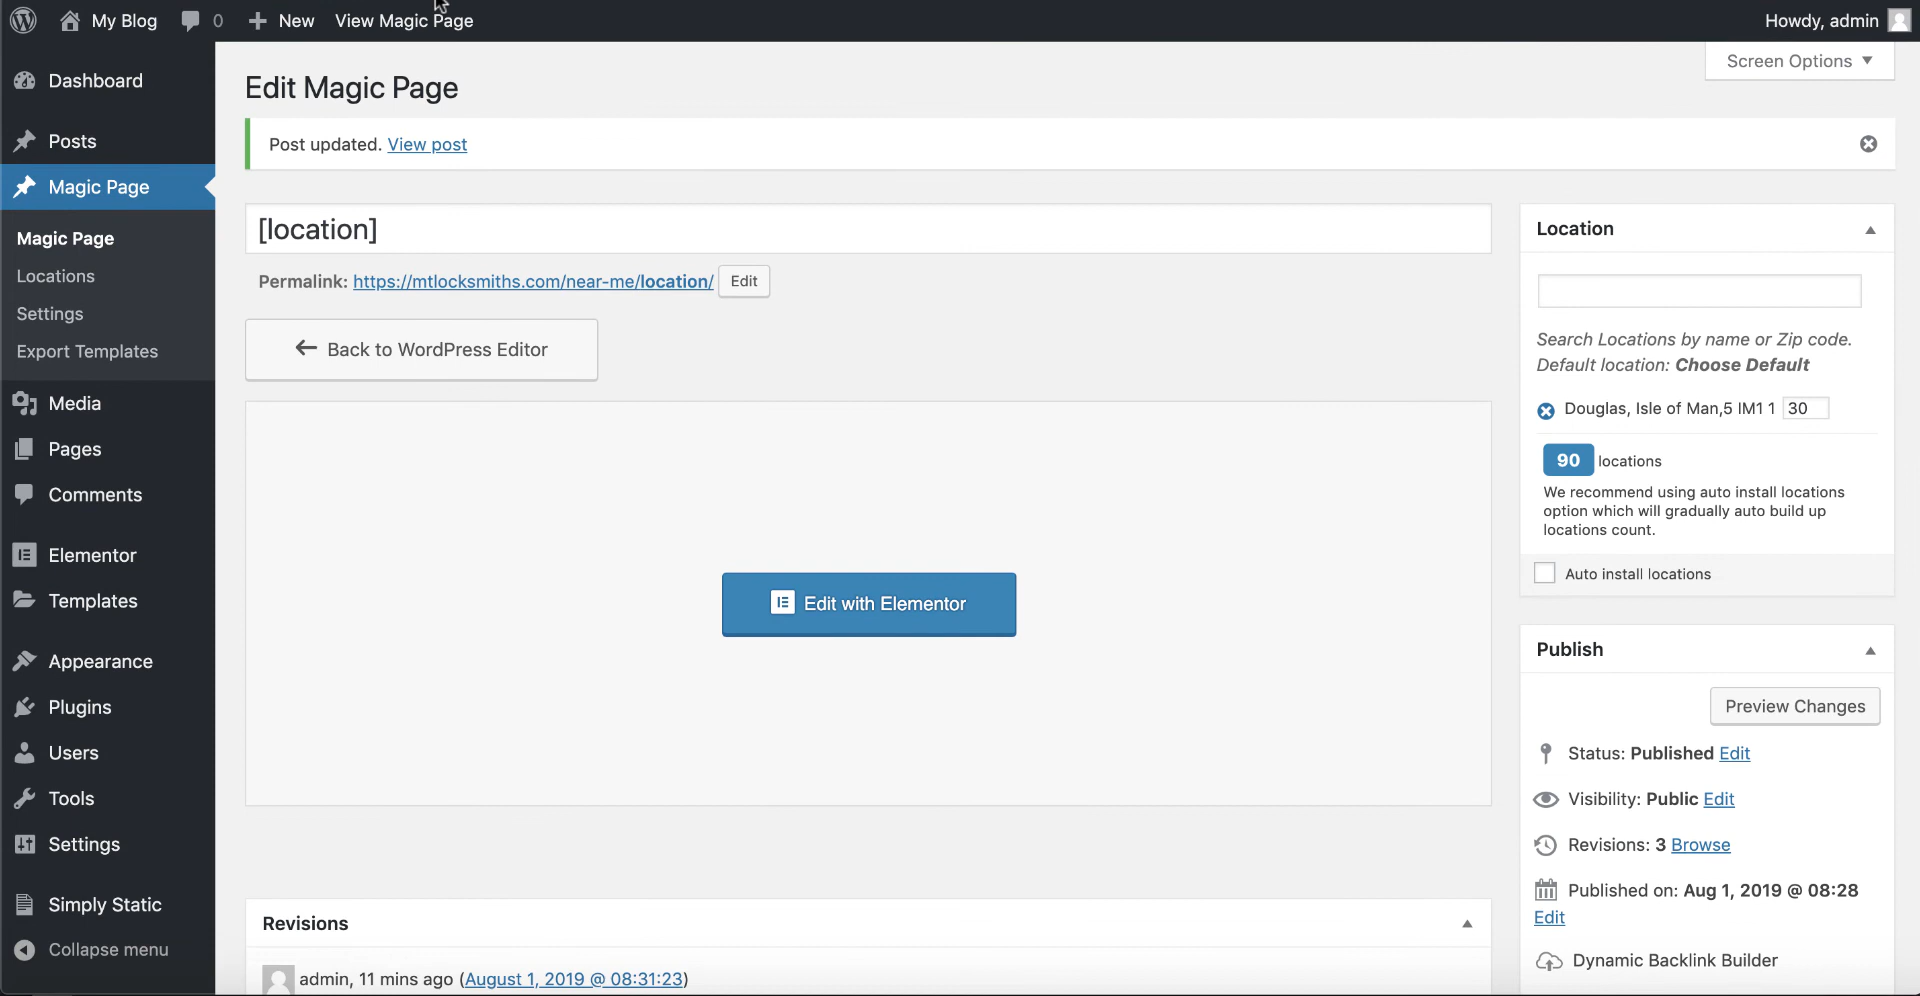 My Blog
0
New
View Magic Page
Howdy, admin
Screen Options
Dashboard
Posts
Magic Page
Magic Page
Locations
Settings
Export Templates
Media
Pages
Comments
Elementor
Templates
Appearance
Plugins
Users
Tools
Settings
Simply Static
Collapse menu
Edit Magic Page
Post updated. View post
[location]
Permalink: https://mtlocksmiths.com/near-me/location/ Edit
← Back to WordPress Editor
Edit with Elementor
Revisions
admin, 11 mins ago (August 1, 2019 @ 08:31:23)
Location
Search Locations by name or Zip code.
Default location: Choose Default
Douglas, Isle of Man,5 IM1 1 30
90 locations
We recommend using auto install locations
option which will gradually auto build up
locations count.
Auto install locations
Publish
Preview Changes
Status: Published Edit
Visibility: Public Edit
Revisions: 3 Browse
Published on: Aug 1, 2019 @ 08:28
Edit
Dynamic Backlink Builder